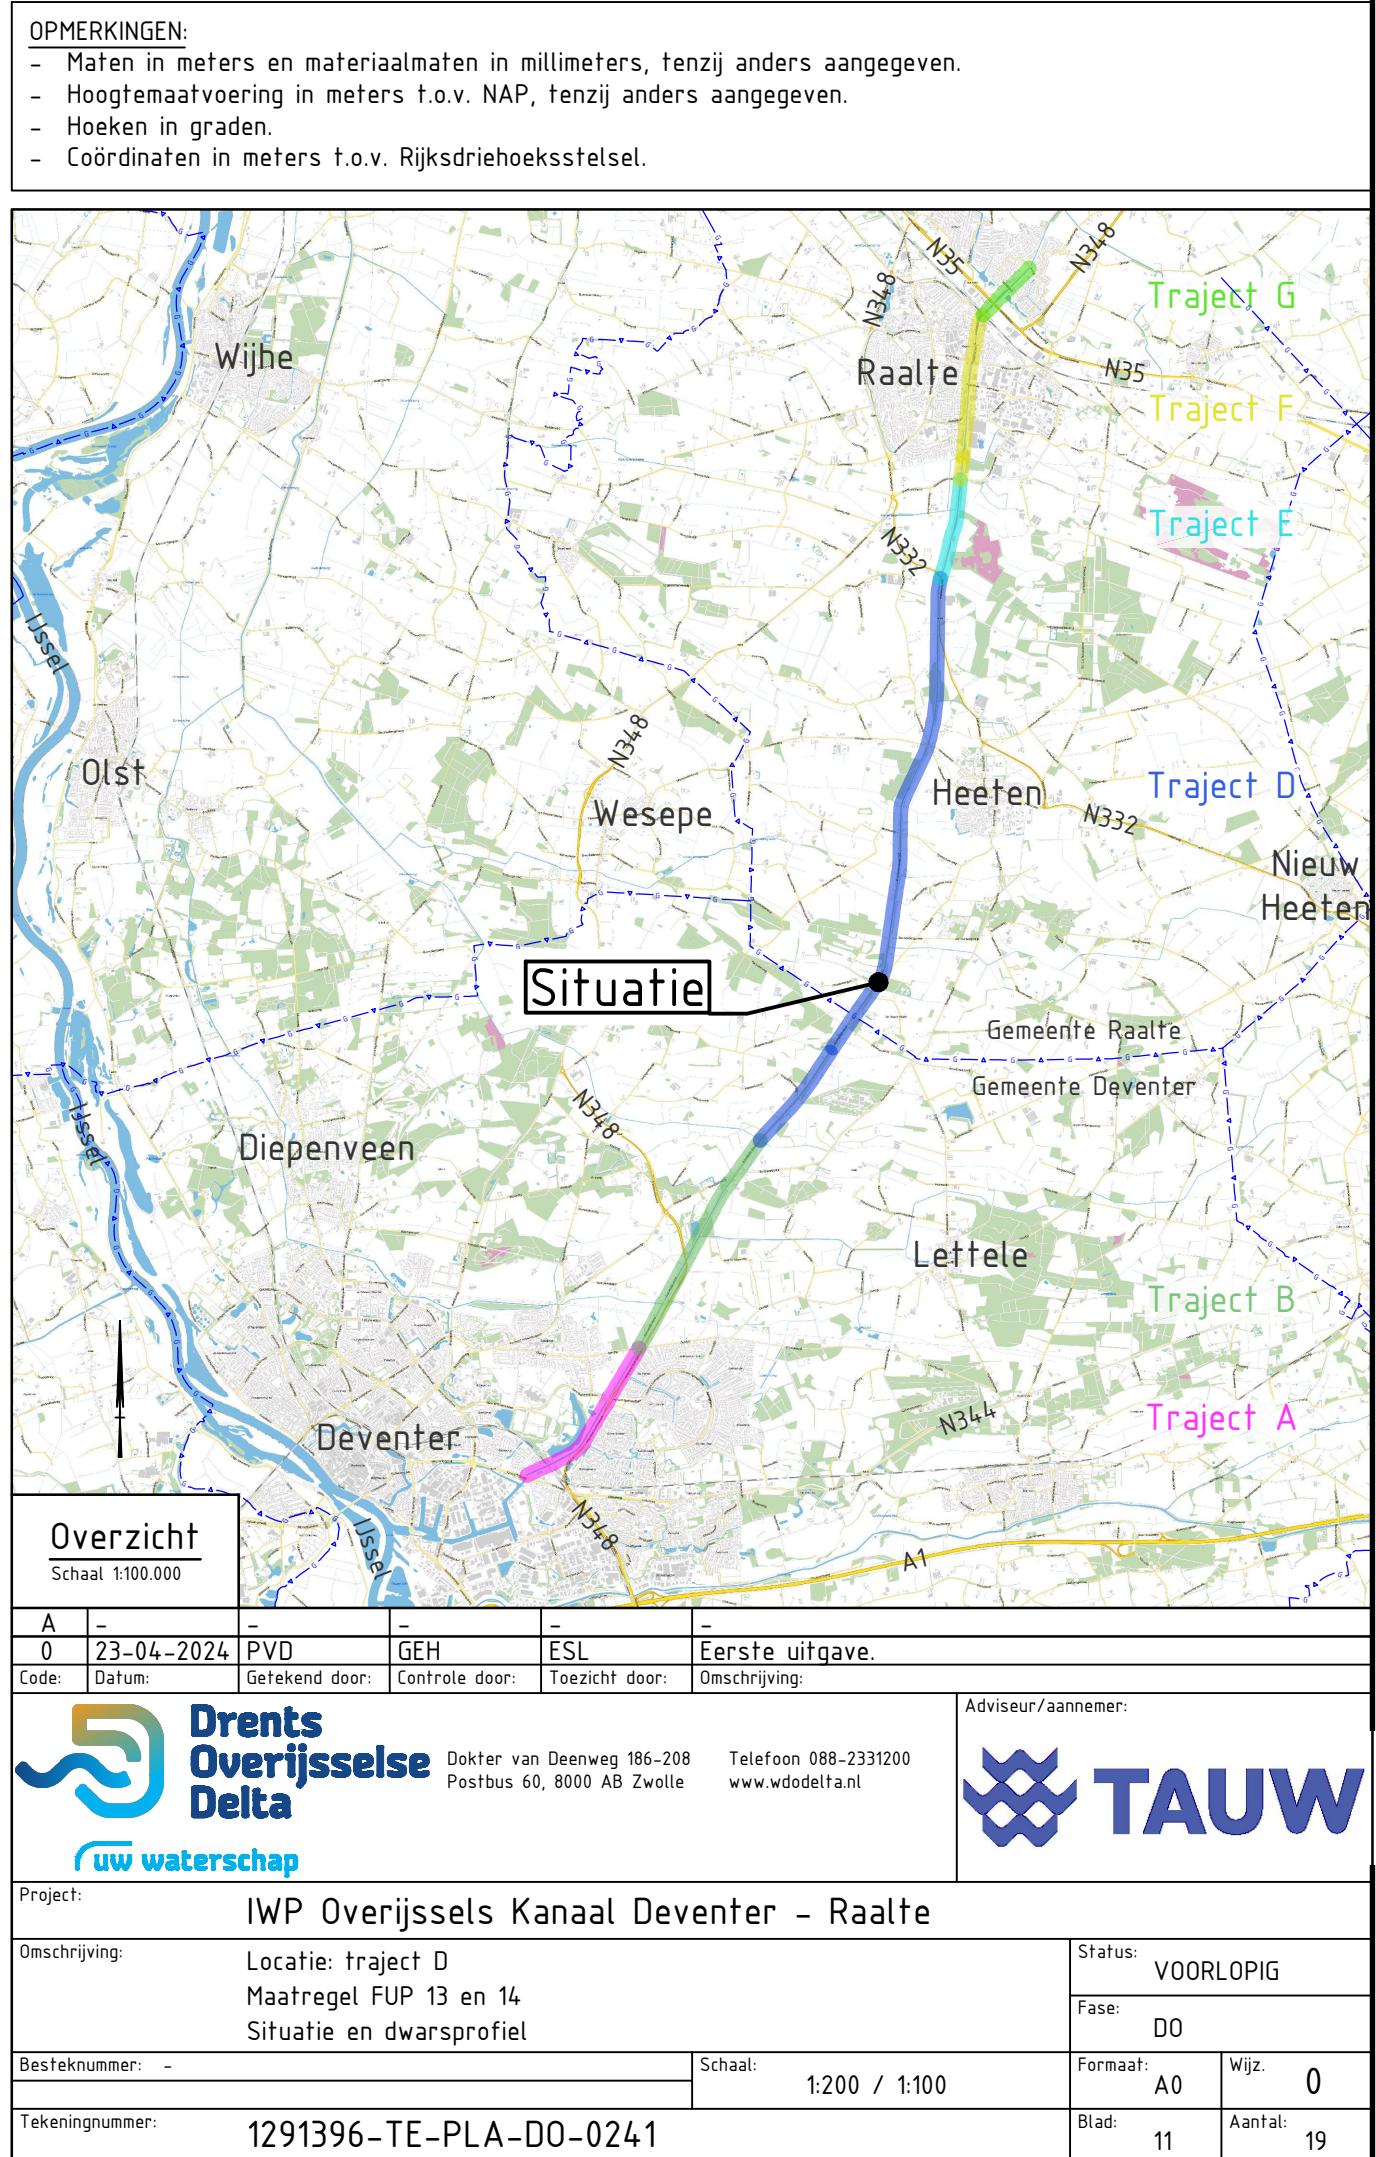 OPMERKINGEN:
- Maten in meters en materiaalmaten in millimeters, tenzij anders aangegeven.
- Hoogtemaatvoering in meters t.o.v. NAP, tenzij anders aangegeven.
- Hoeken in graden.
- Coördinaten in meters t.o.v. Rijksdriehoeksstelsel.
N35
N348
N348
Traject G
Wijhe
Raalte
N35
Traject F
Traject E
N332
IJssel
N348
Olst
Wesepe
Heeten
Traject D
N332
Nieuw
Heeten
Situatie
Gemeente Raalte
Gemeente Deventer
N348
IJssel
Diepenveen
Lettele
Traject B
Traject A
N344
Deventer
N348
IJssel
A1
Overzicht
Schaal 1:100.000
A - - - - -
0 23-04-2024 PVD GEH ESL Eerste uitgave.
Code: Datum: Getekend door: Controle door: Toezicht door: Omschrijving:
Drents
Overijsselse
Delta
uw waterschap
Dokter van Deenweg 186-208 Telefoon 088-2331200
Postbus 60, 8000 AB Zwolle www.wdodelta.nl
Adviseur/aannemer:
TAUW
Project:
IWP Overijssels Kanaal Deventer - Raalte
Omschrijving:
Locatie: traject D
Maatregel FUP 13 en 14
Situatie en dwarsprofiel
Status:
VOORLOPIG
Fase:
DO
Besteknummer: -
Schaal:
1:200 / 1:100
Formaat:
A0
Wijz.
0
Tekeningnummer:
1291396-TE-PLA-DO-0241
Blad:
11
Aantal:
19